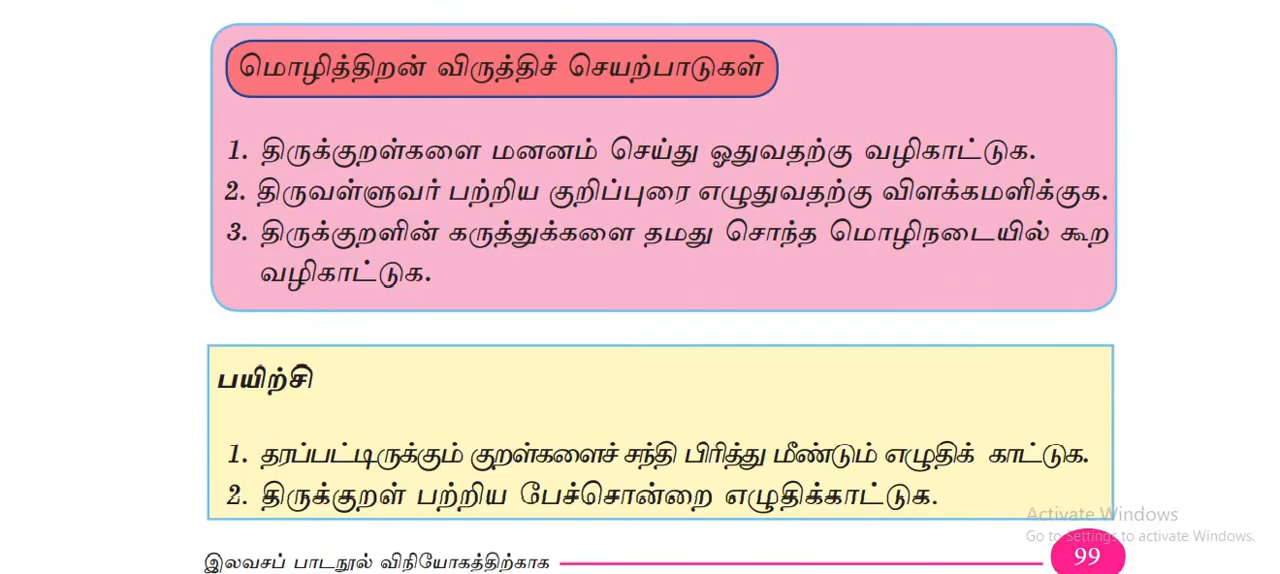 மொழித்திறன் விருத்திச் செயற்பாடுகள்
1. திருக்குறள்களை மனனம் செய்து ஓதுவதற்கு வழிகாட்டுக.
2. திருவள்ளுவர் பற்றிய குறிப்புரை எழுதுவதற்கு விளக்கமளிக்குக.
3. திருக்குறளின் கருத்துக்களை தமது சொந்த மொழிநடையில் கூற
வழிகாட்டுக.
பயிற்சி
1. தரப்பட்டிருக்கும் குறள்களைச் சந்தி பிரித்து மீண்டும் எழுதிக் காட்டுக.
2. திருக்குறள் பற்றிய பேச்சொன்றை எழுதிக்காட்டுக.
Activate Windows
Go to Settings to activate Windows.
இலவசப் பாடநூல் விநியோகத்திற்காக
99